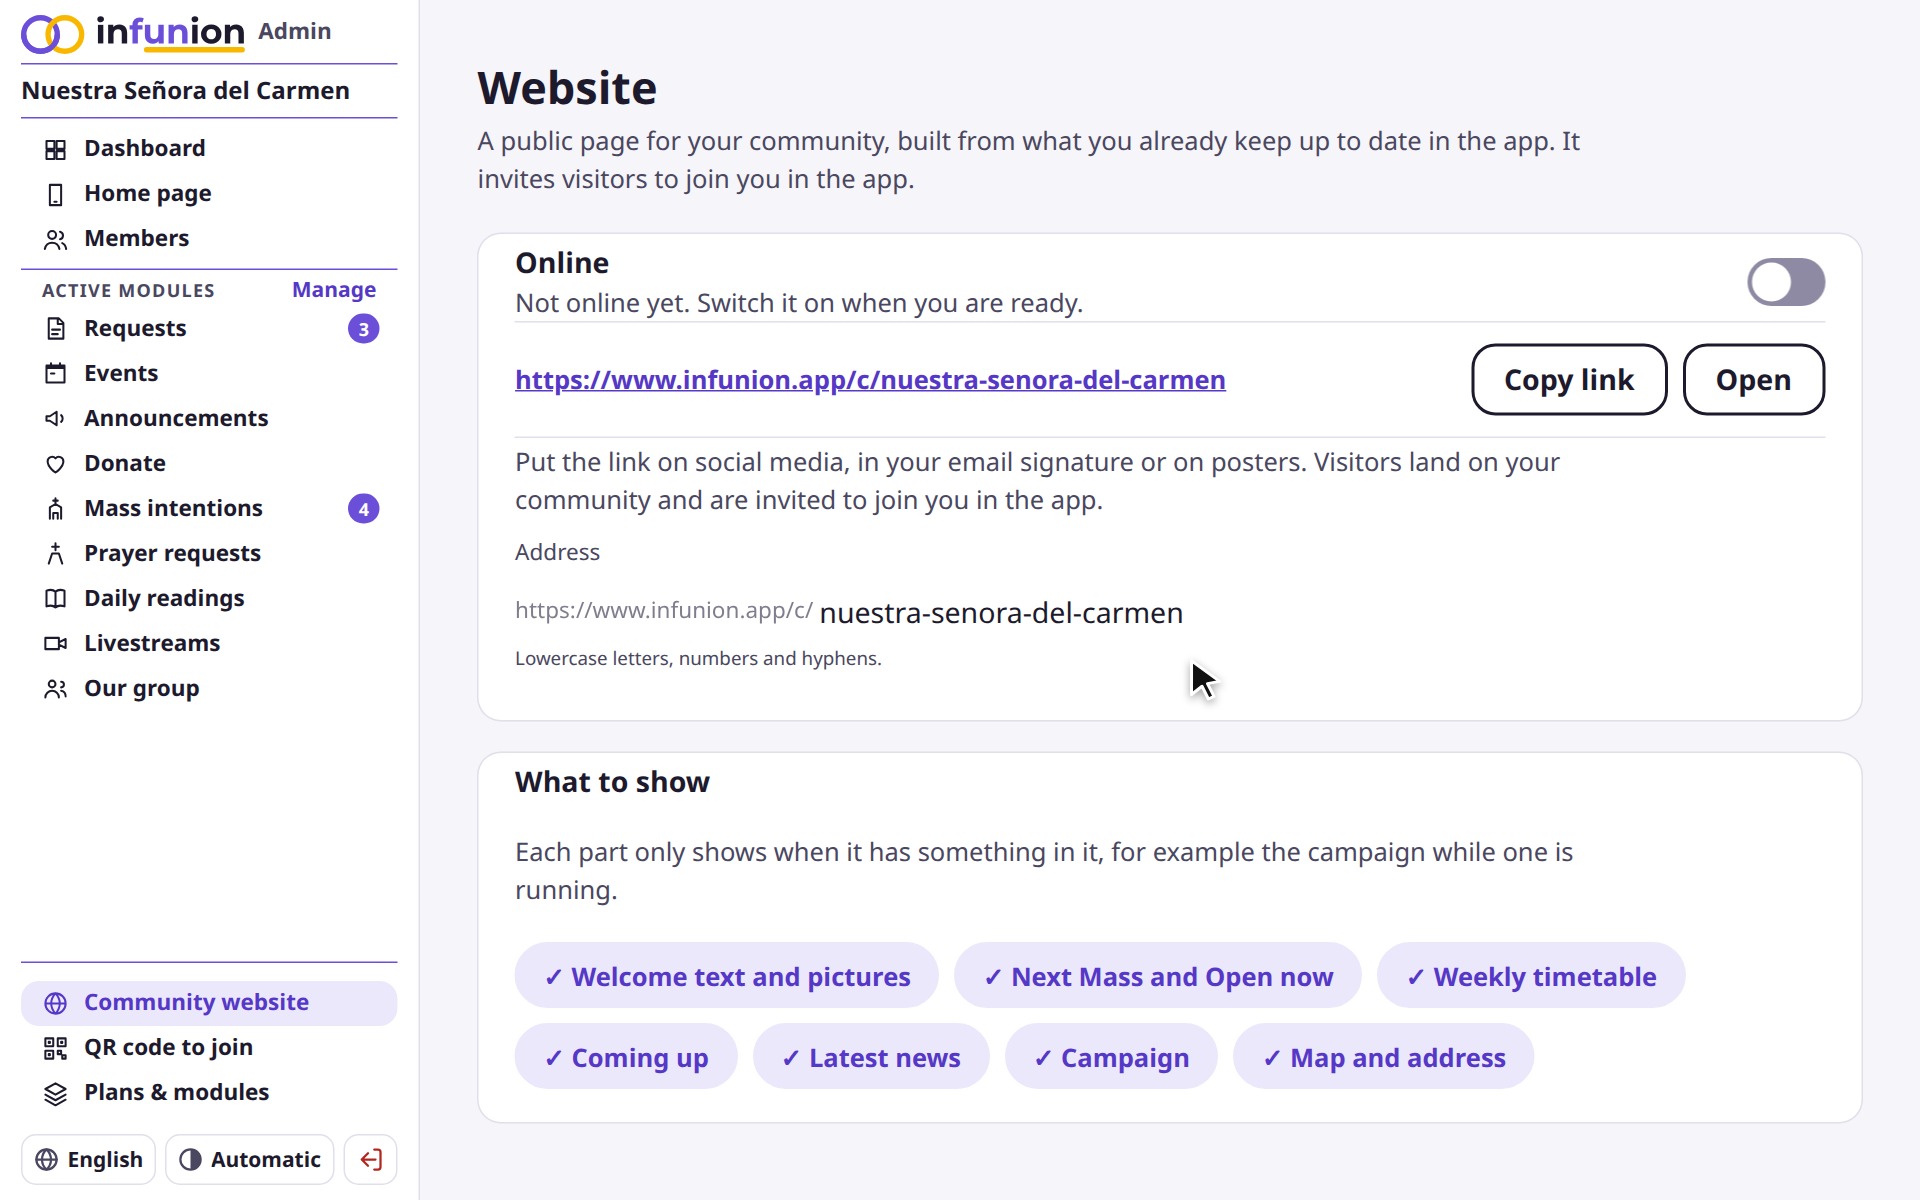 infunion Admin
Nuestra Señora del Carmen
Dashboard
Home page
Members
ACTIVE MODULES Manage
Requests 3
Events
Announcements
Donate
Mass intentions 4
Prayer requests
Daily readings
Livestreams
Our group
Community website
QR code to join
Plans & modules
English Automatic
Website
A public page for your community, built from what you already keep up to date in the app. It
invites visitors to join you in the app.
Online
Not online yet. Switch it on when you are ready.
https://www.infunion.app/c/nuestra-senora-del-carmen Copy link Open
Put the link on social media, in your email signature or on posters. Visitors land on your
community and are invited to join you in the app.
Address
https://www.infunion.app/c/ nuestra-senora-del-carmen
Lowercase letters, numbers and hyphens.
What to show
Each part only shows when it has something in it, for example the campaign while one is
running.
✓ Welcome text and pictures ✓ Next Mass and Open now ✓ Weekly timetable
✓ Coming up ✓ Latest news ✓ Campaign ✓ Map and address